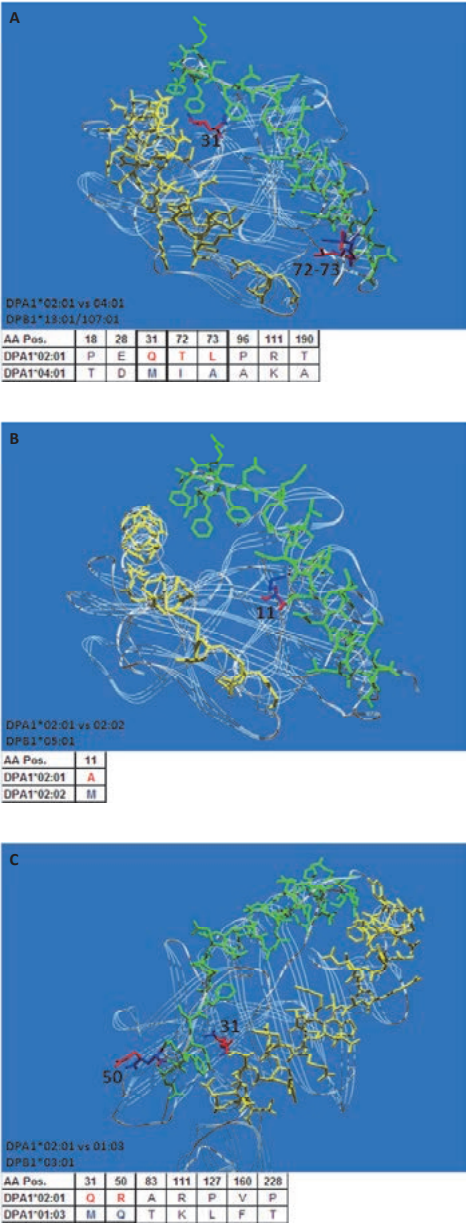 A
31
72-73
DPA1*02:01 vs 04:01
DPB1*13:01/107:01
AA Pos. 18 28 31 72 73 96 111 190
DPA1*02:01 P E Q T L P R T
DPA1*04:01 T D M I A A K A
B
11
DPA1*02:01 vs 02:02
DPB1*05:01
AA Pos. 11
DPA1*02:01 A
DPA1*02:02 M
C
31
50
DPA1*02:01 vs 01:03
DPB1*03:01
AA Pos. 31 50 83 111 127 160 228
DPA1*02:01 Q R A R P V P
DPA1*01:03 M Q T K L F T